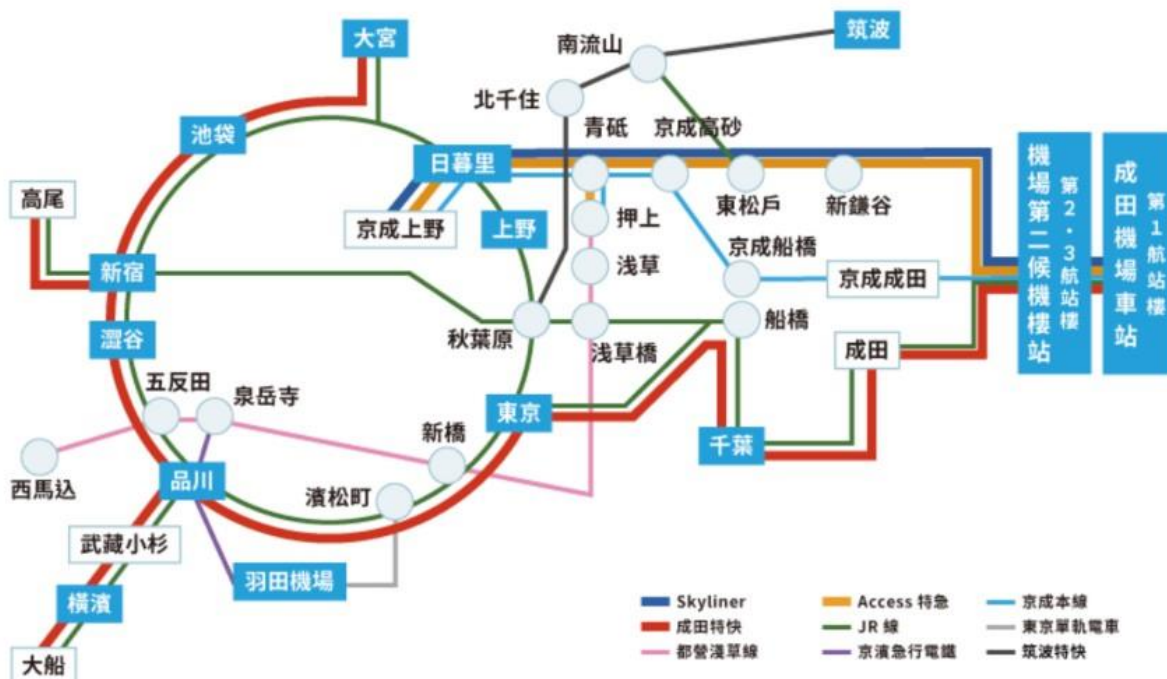 大宮
南流山
筑波
北千住
池袋
青砥
京成高砂
日暮里
高尾
京成上野
上野
押上
東松戶
新鎌谷
機場第二候機樓站
第2・3航站樓
成田機場車站
第1航站樓
新宿
浅草
京成船橋
京成成田
澀谷
秋葉原
浅草橋
船橋
成田
五反田
泉岳寺
東京
新橋
千葉
西馬込
品川
濱松町
武藏小杉
羽田機場
橫濱
大船
Skyliner
Access 特急
京成本線
成田特快
JR 線
東京單軌電車
都營淺草線
京濱急行電鐵
筑波特快